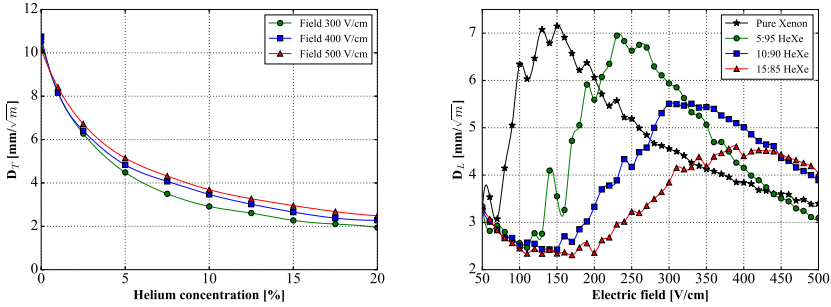 12
10
8
6
4
2
0
0
5
10
15
20
D_T [mm/√m]
Helium concentration [%]
Field 300 V/cm
Field 400 V/cm
Field 500 V/cm
7
6
5
4
3
2
50
100
150
200
250
300
350
400
450
500
D_L [mm/√m]
Electric field [V/cm]
Pure Xenon
5:95 HeXe
10:90 HeXe
15:85 HeXe